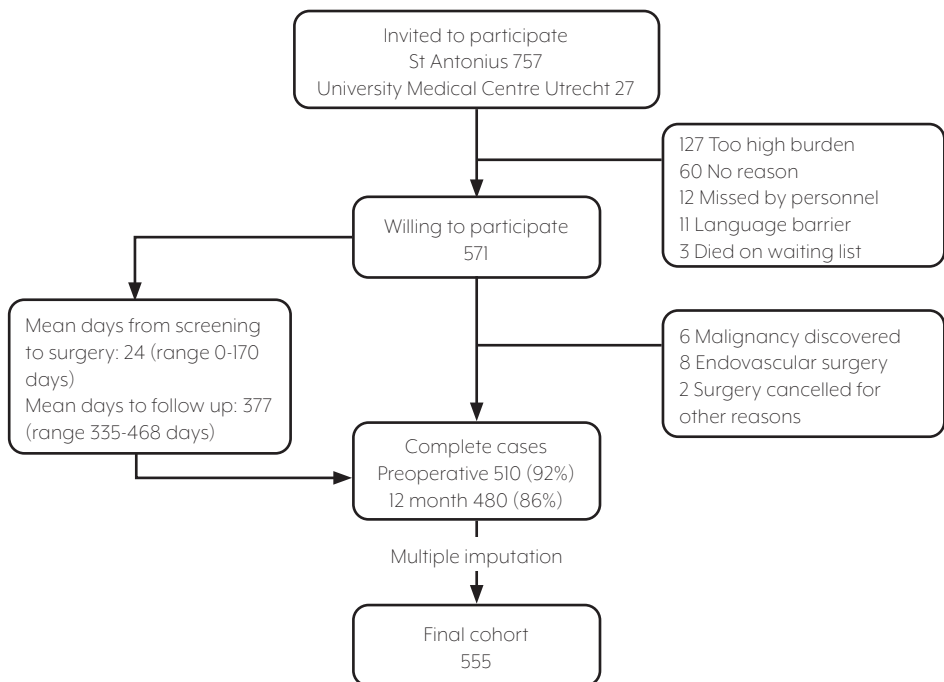 Invited to participate
St Antonius 757
University Medical Centre Utrecht 27
127 Too high burden
60 No reason
12 Missed by personnel
11 Language barrier
3 Died on waiting list
Willing to participate
571
Mean days from screening
to surgery: 24 (range 0-170
days)
Mean days to follow up: 377
(range 335-468 days)
6 Malignancy discovered
8 Endovascular surgery
2 Surgery cancelled for
other reasons
Complete cases
Preoperative 510 (92%)
12 month 480 (86%)
Multiple imputation
Final cohort
555